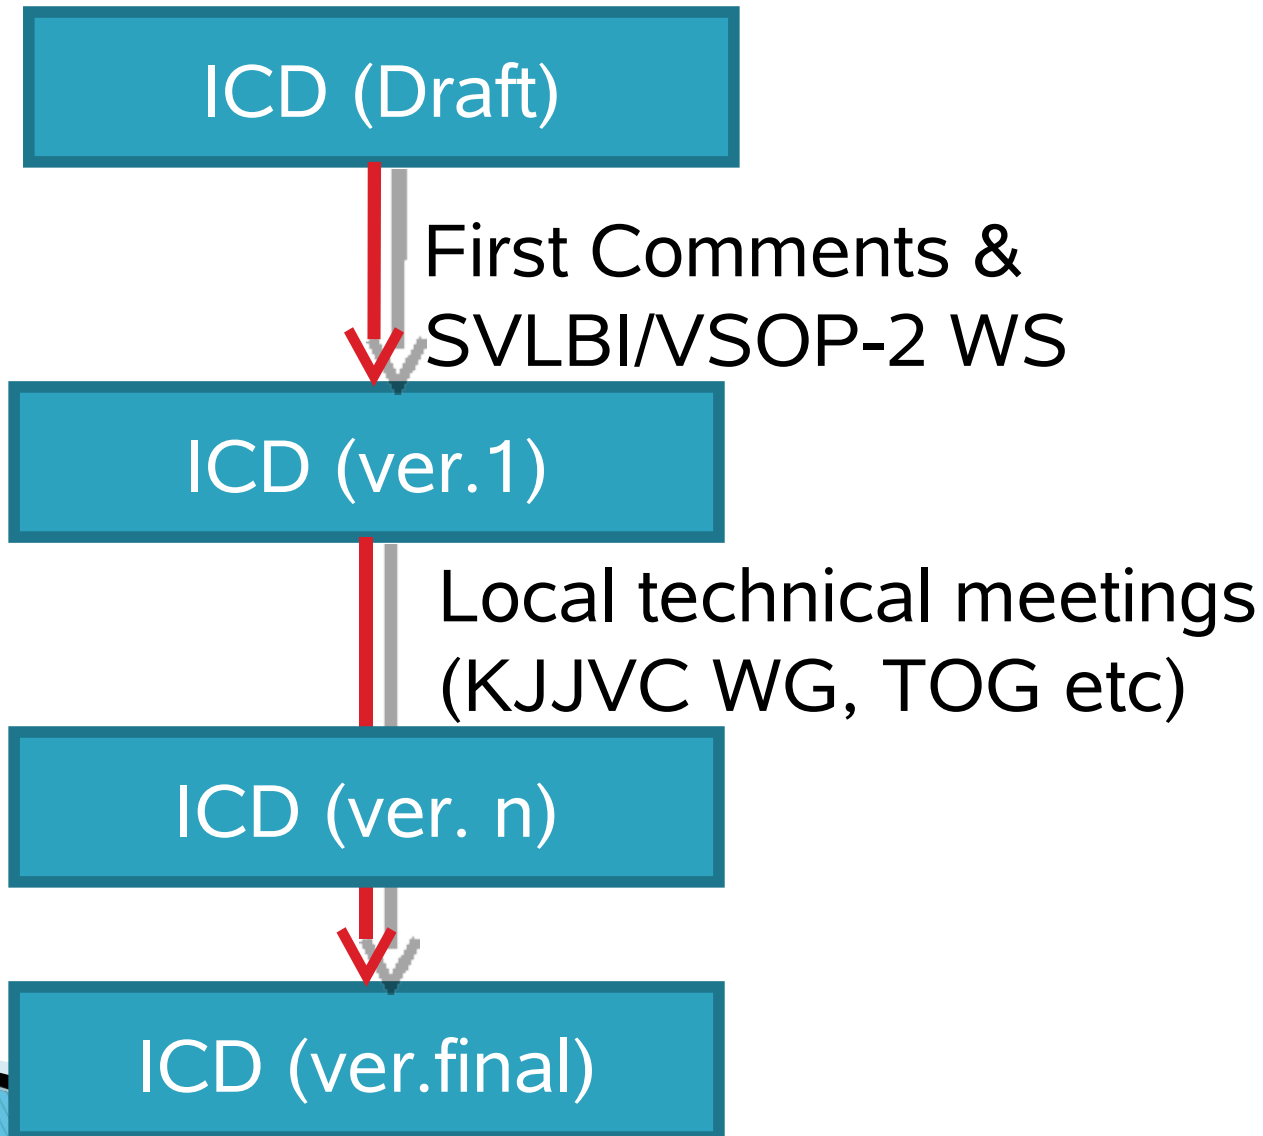 ICD (Draft)
First Comments &
SVLBI/VSOP-2 WS
ICD (ver.1)
Local technical meetings
(KJJVC WG, TOG etc)
ICD (ver. n)
ICD (ver.final)